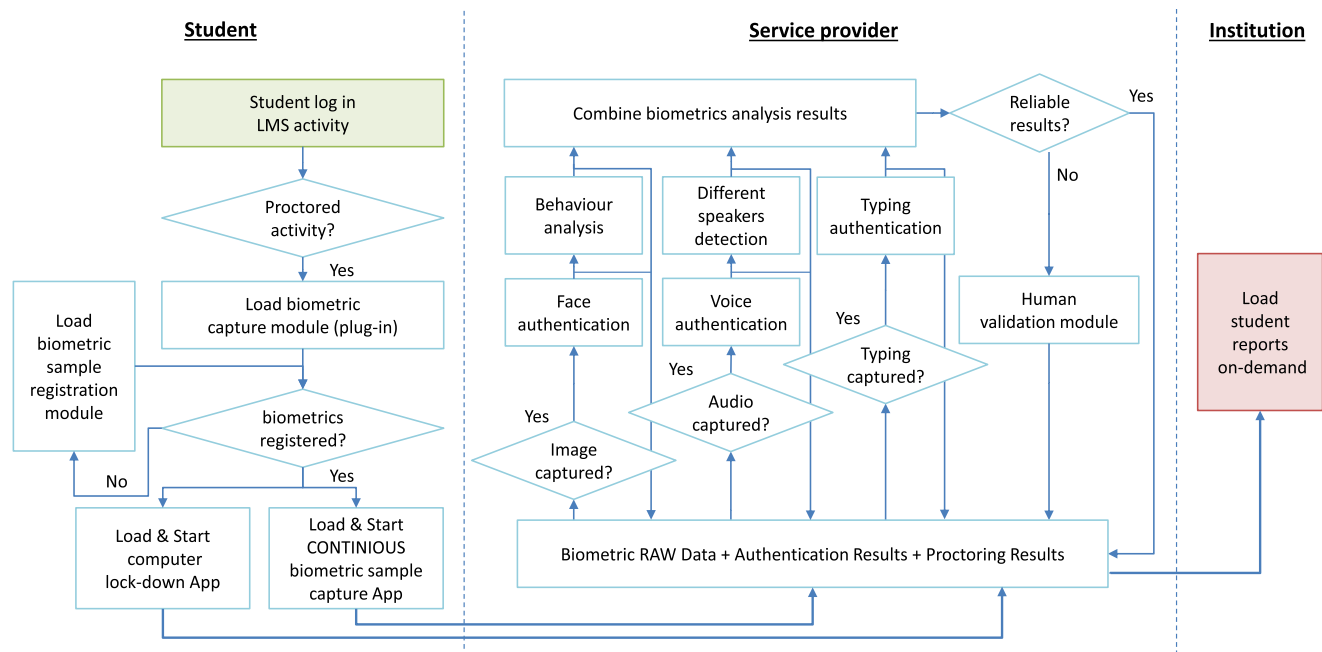 Student
Service provider
Institution
Student log in
LMS activity
Proctored
activity?
Yes
Load biometric
capture module (plug-in)
Load
biometric
sample
registration
module
biometrics
registered?
No
Yes
Load & Start
computer
lock-down App
Load & Start
CONTINIOUS
biometric sample
capture App
Combine biometrics analysis results
Reliable
results?
Yes
No
Behaviour
analysis
Different
speakers
detection
Typing
authentication
Face
authentication
Voice
authentication
Human
validation module
Yes
Typing
captured?
Yes
Audio
captured?
Yes
Image
captured?
Biometric RAW Data + Authentication Results + Proctoring Results
Load
student
reports
on-demand